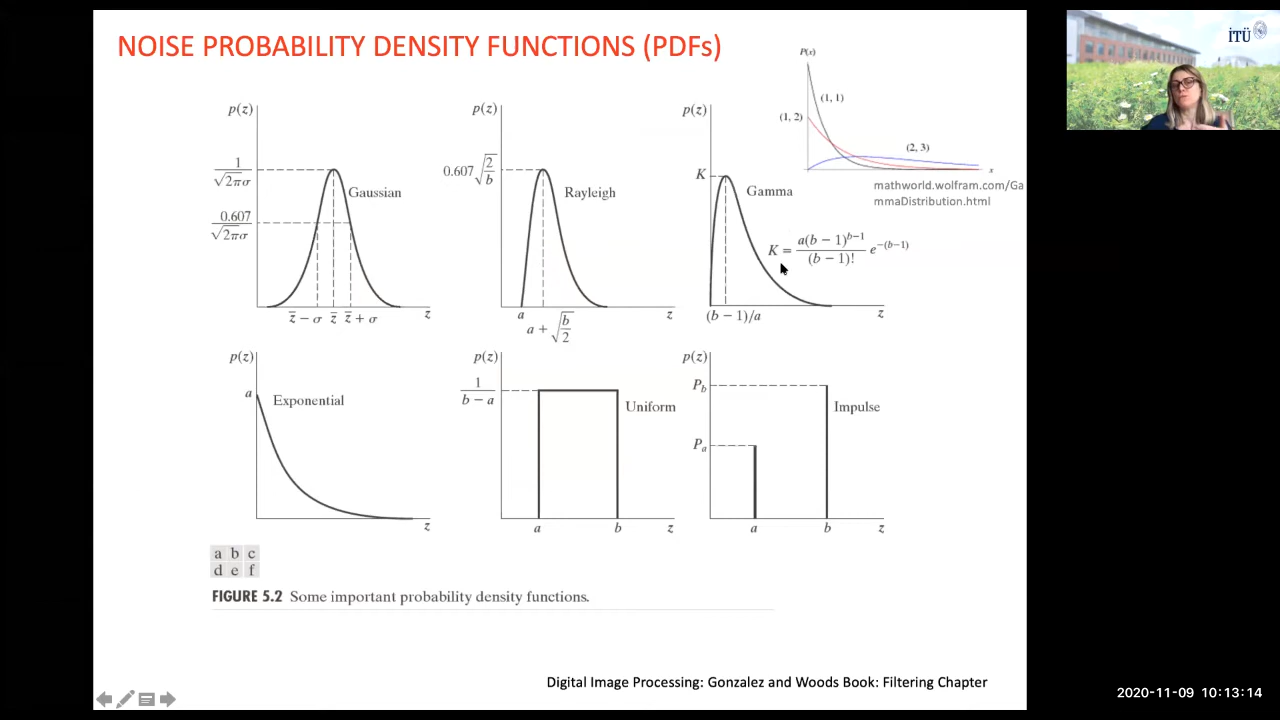 NOISE PROBABILITY DENSITY FUNCTIONS (PDFs)
İTÜ
P(x)
(1, 1)
(1, 2)
(2, 3)
x
mathworld.wolfram.com/Ga
mmaDistribution.html
p(z)
1/√2πσ
0.607/√2πσ
Gaussian
z̅ − σ z̅ z̅ + σ z
p(z)
0.607√2/b
Rayleigh
a
a + √b/2
z
p(z)
K
Gamma
K = a(b − 1)^{b−1}/(b − 1)! e^{−(b−1)}
(b − 1)/a
z
p(z)
a
Exponential
z
p(z)
1/b − a
Uniform
a b z
p(z)
P_b
P_a
Impulse
a b z
a b c
d e f
FIGURE 5.2 Some important probability density functions.
Digital Image Processing: Gonzalez and Woods Book: Filtering Chapter
2020-11-09 10:13:14